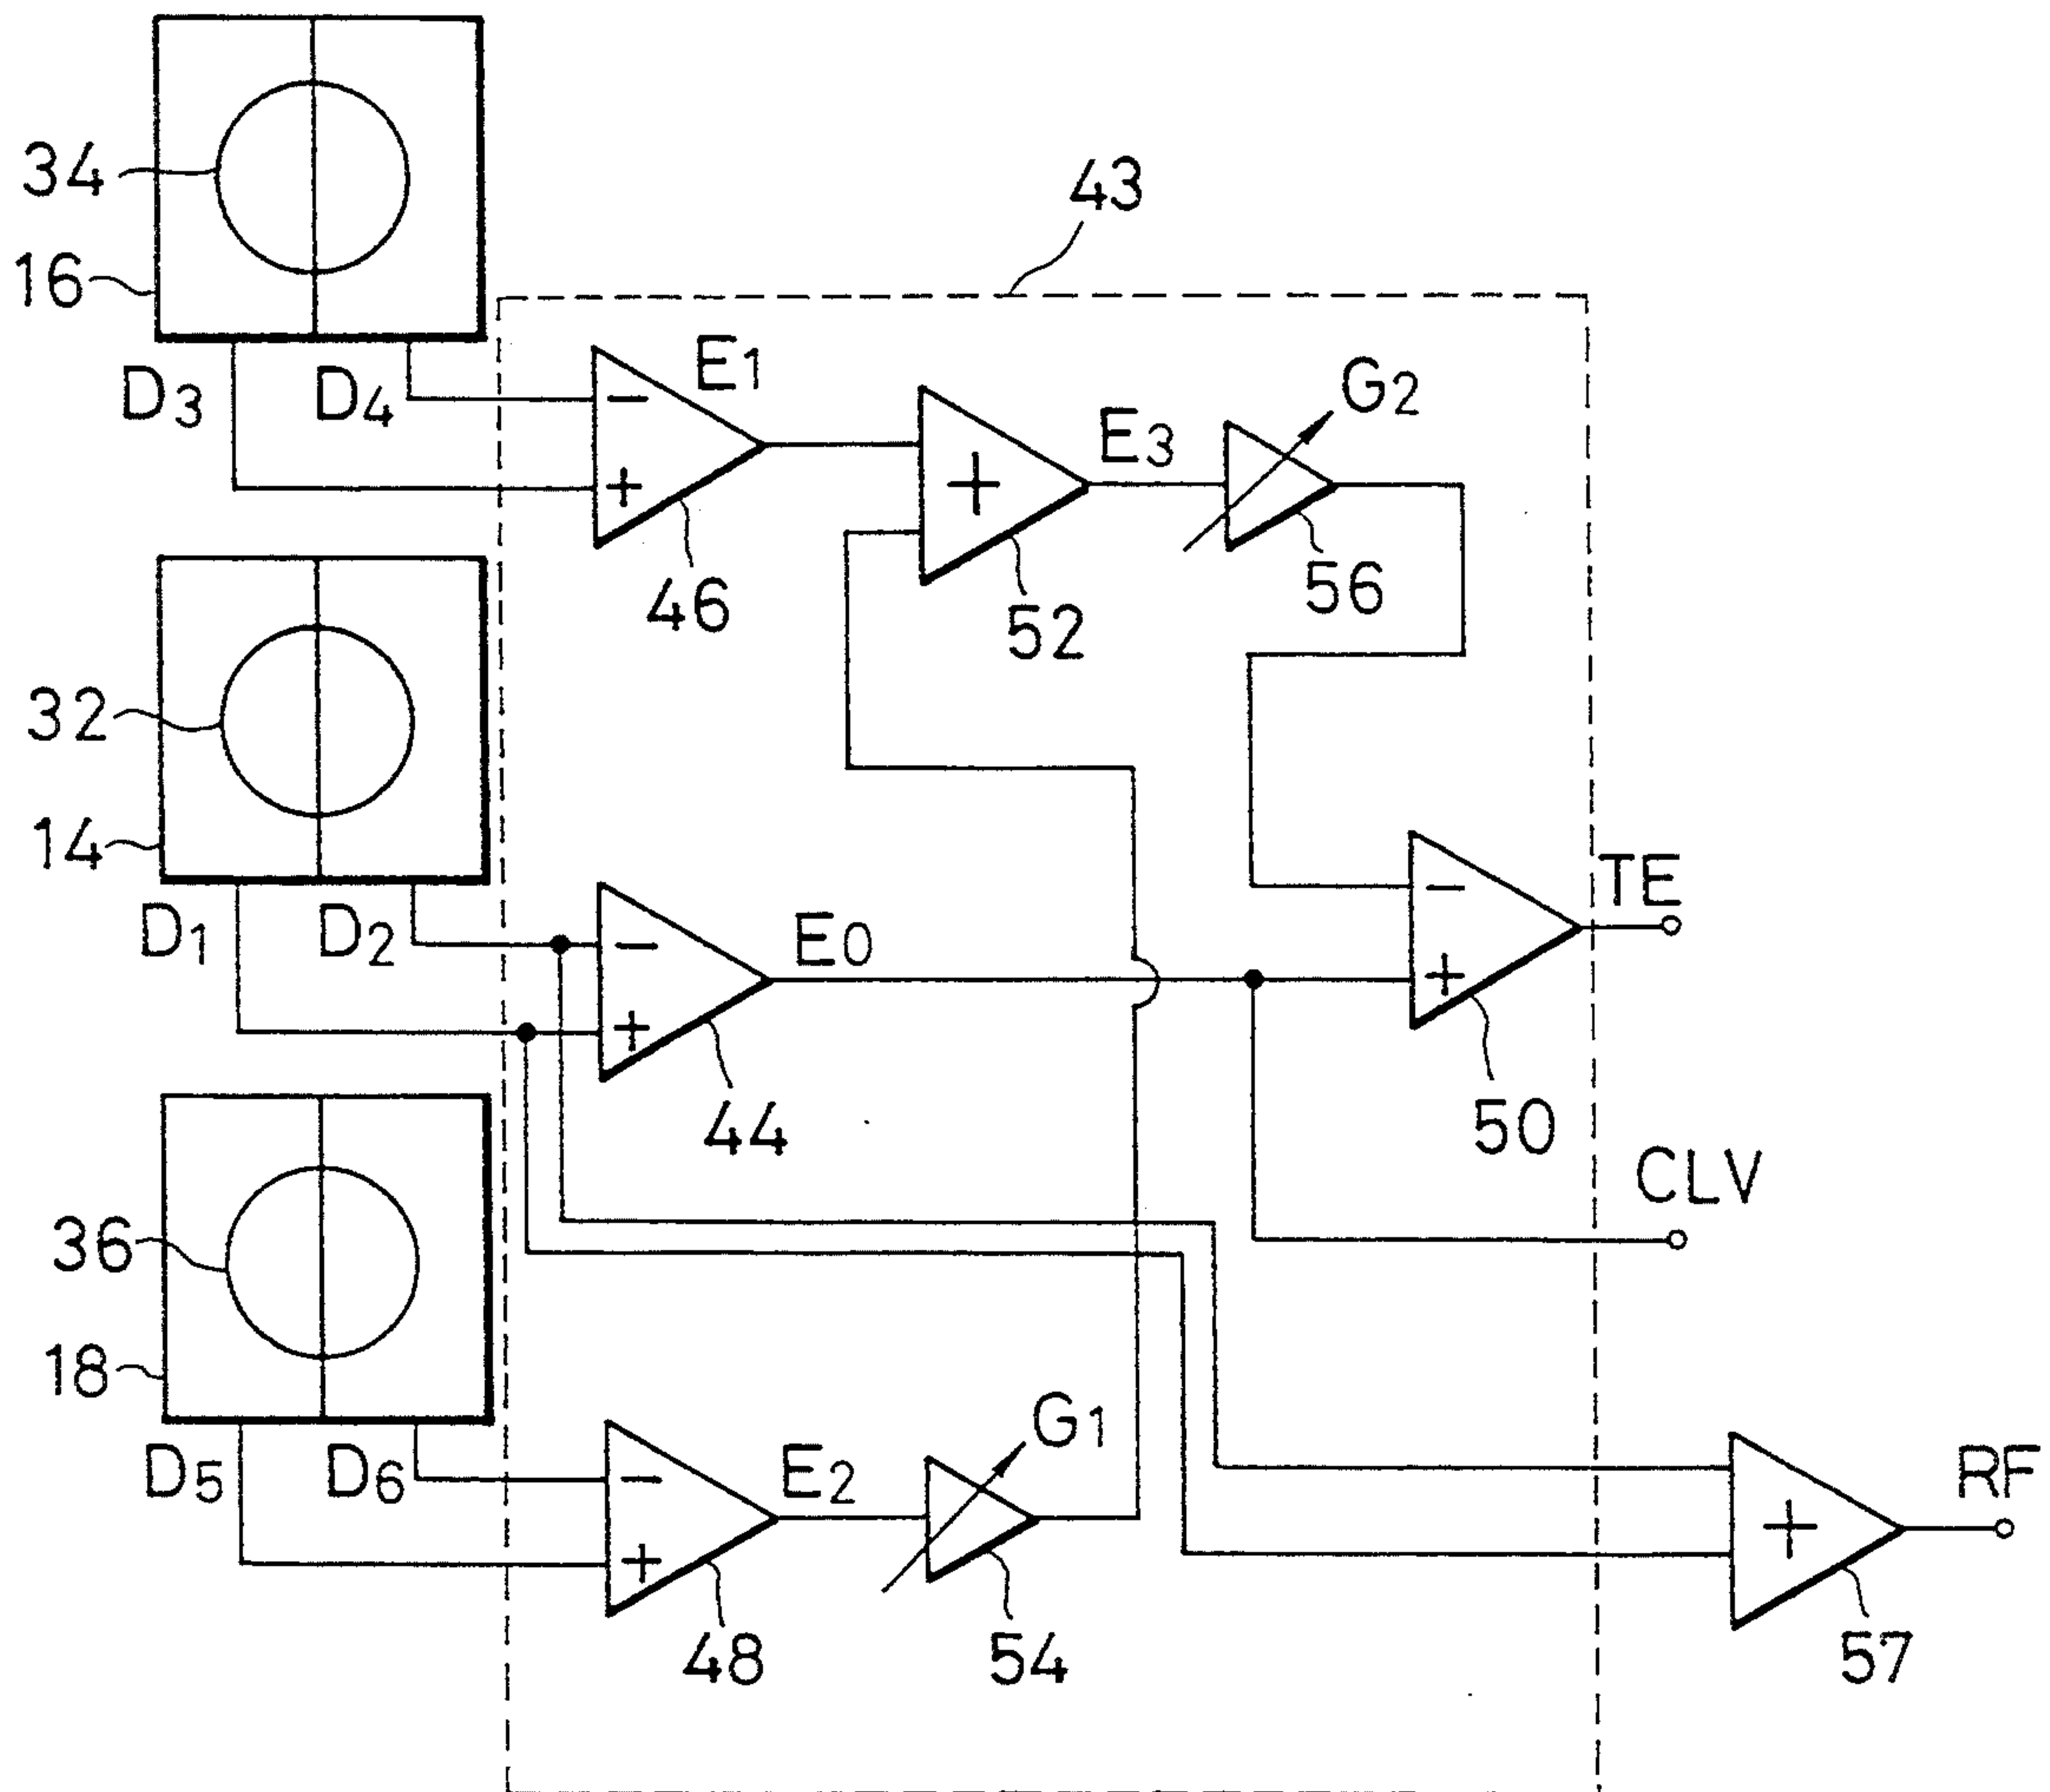 34
16
43
D3
D4
E1
−
+
46
+
52
E3
G2
56
32
14
D1
D2
E0
−
+
44
−
+
50
TE
CLV
36
18
D5
D6
E2
−
+
48
G1
54
+
57
RF